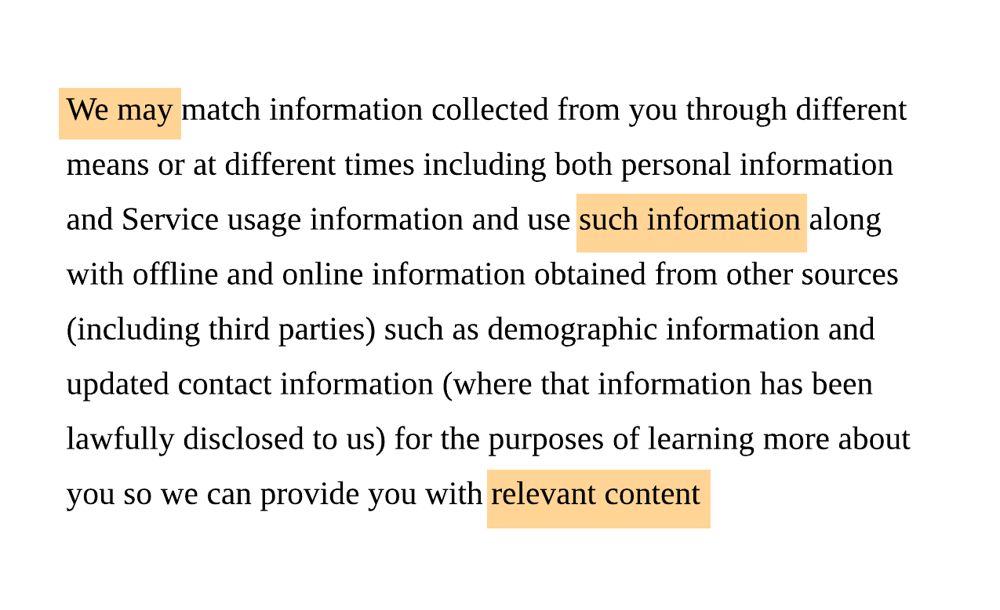 We may match information collected from you through different
means or at different times including both personal information
and Service usage information and use such information along
with offline and online information obtained from other sources
(including third parties) such as demographic information and
updated contact information (where that information has been
lawfully disclosed to us) for the purposes of learning more about
you so we can provide you with relevant content